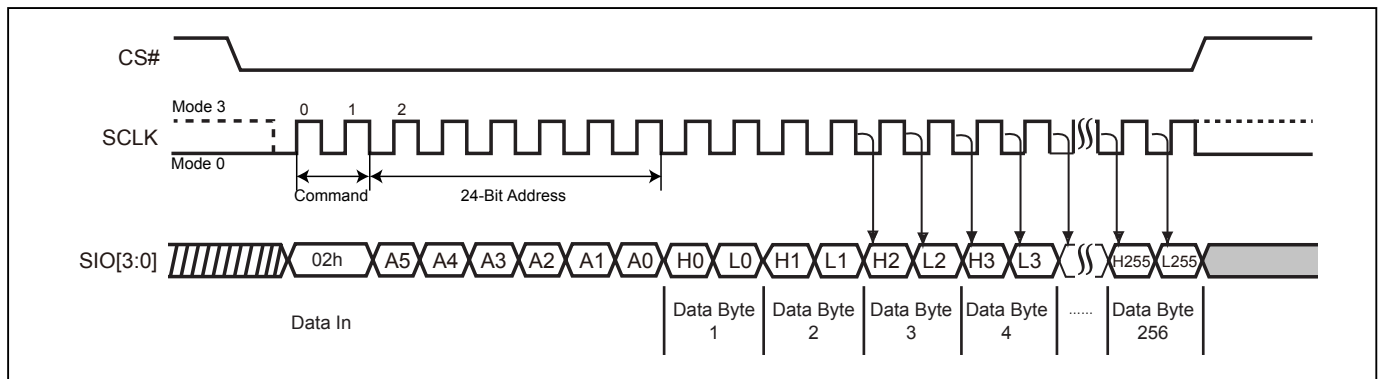 CS#
Mode 3
0 1 2
SCLK
Mode 0
Command
24-Bit Address
SIO[3:0]
02h A5 A4 A3 A2 A1 A0 H0 L0 H1 L1 H2 L2 H3 L3 H255 L255
Data In
Data Byte Data Byte Data Byte Data Byte ...... Data Byte
1 2 3 4 256